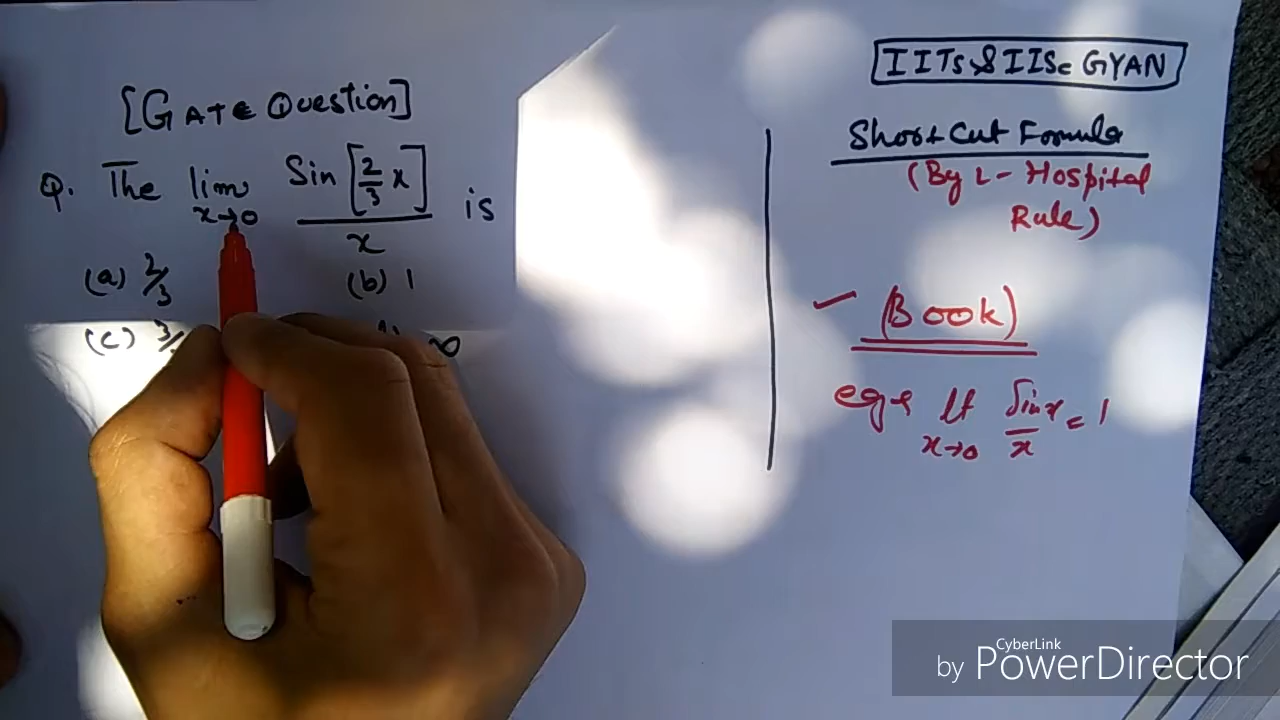 [GATE Question]
Q. The lim x→0 Sin[2/3 x] / x is
(a) 2/3 (b) 1
(c) 3/ ∞
IITs & IISc GYAN
Short Cut Formula
(By L-Hospital
Rule)
(Book)
lt x→0 Sin x / x = 1
CyberLink
by PowerDirector